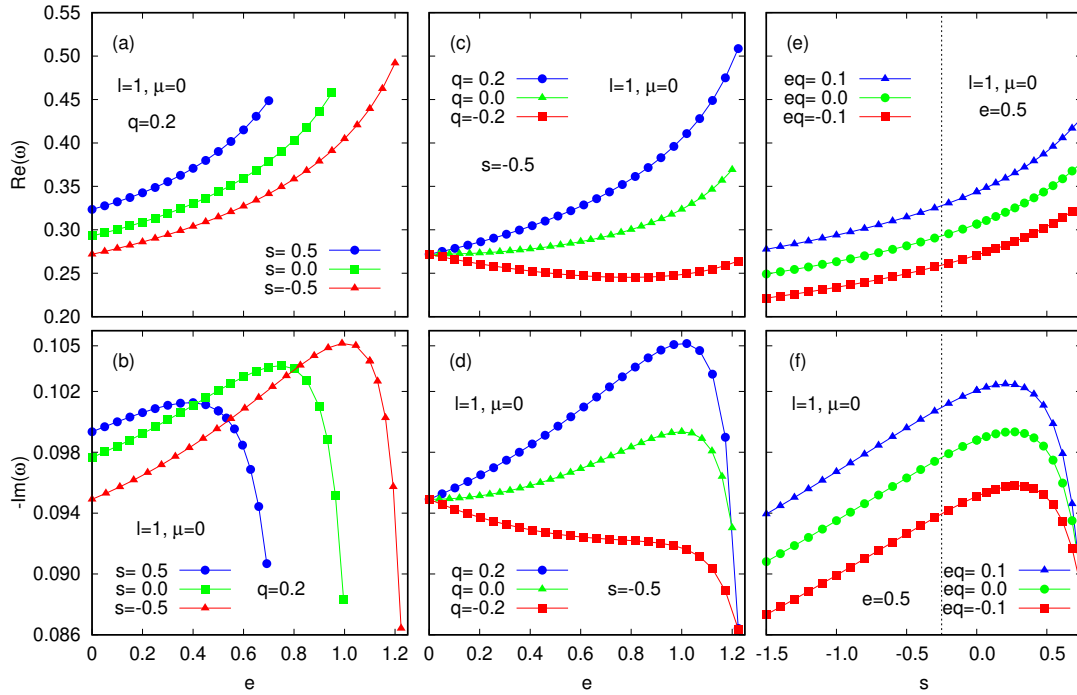 Re(ω)
0.55
0.50
0.45
0.40
0.35
0.30
0.25
0.20
(a)
l=1, μ=0
q=0.2
s= 0.5
s= 0.0
s=-0.5
(c)
q= 0.2
q= 0.0
q=-0.2
l=1, μ=0
s=-0.5
(e)
eq= 0.1
eq= 0.0
eq=-0.1
l=1, μ=0
e=0.5
-Im(ω)
0.105
0.102
0.098
0.094
0.090
0.086
(b)
l=1, μ=0
s= 0.5
s= 0.0
s=-0.5
q=0.2
0 0.2 0.4 0.6 0.8 1.0 1.2
e
(d)
l=1, μ=0
q= 0.2
q= 0.0
q=-0.2
s=-0.5
0 0.2 0.4 0.6 0.8 1.0 1.2
e
(f)
l=1, μ=0
e=0.5
eq= 0.1
eq= 0.0
eq=-0.1
-1.5 -1.0 -0.5 0.0 0.5
s